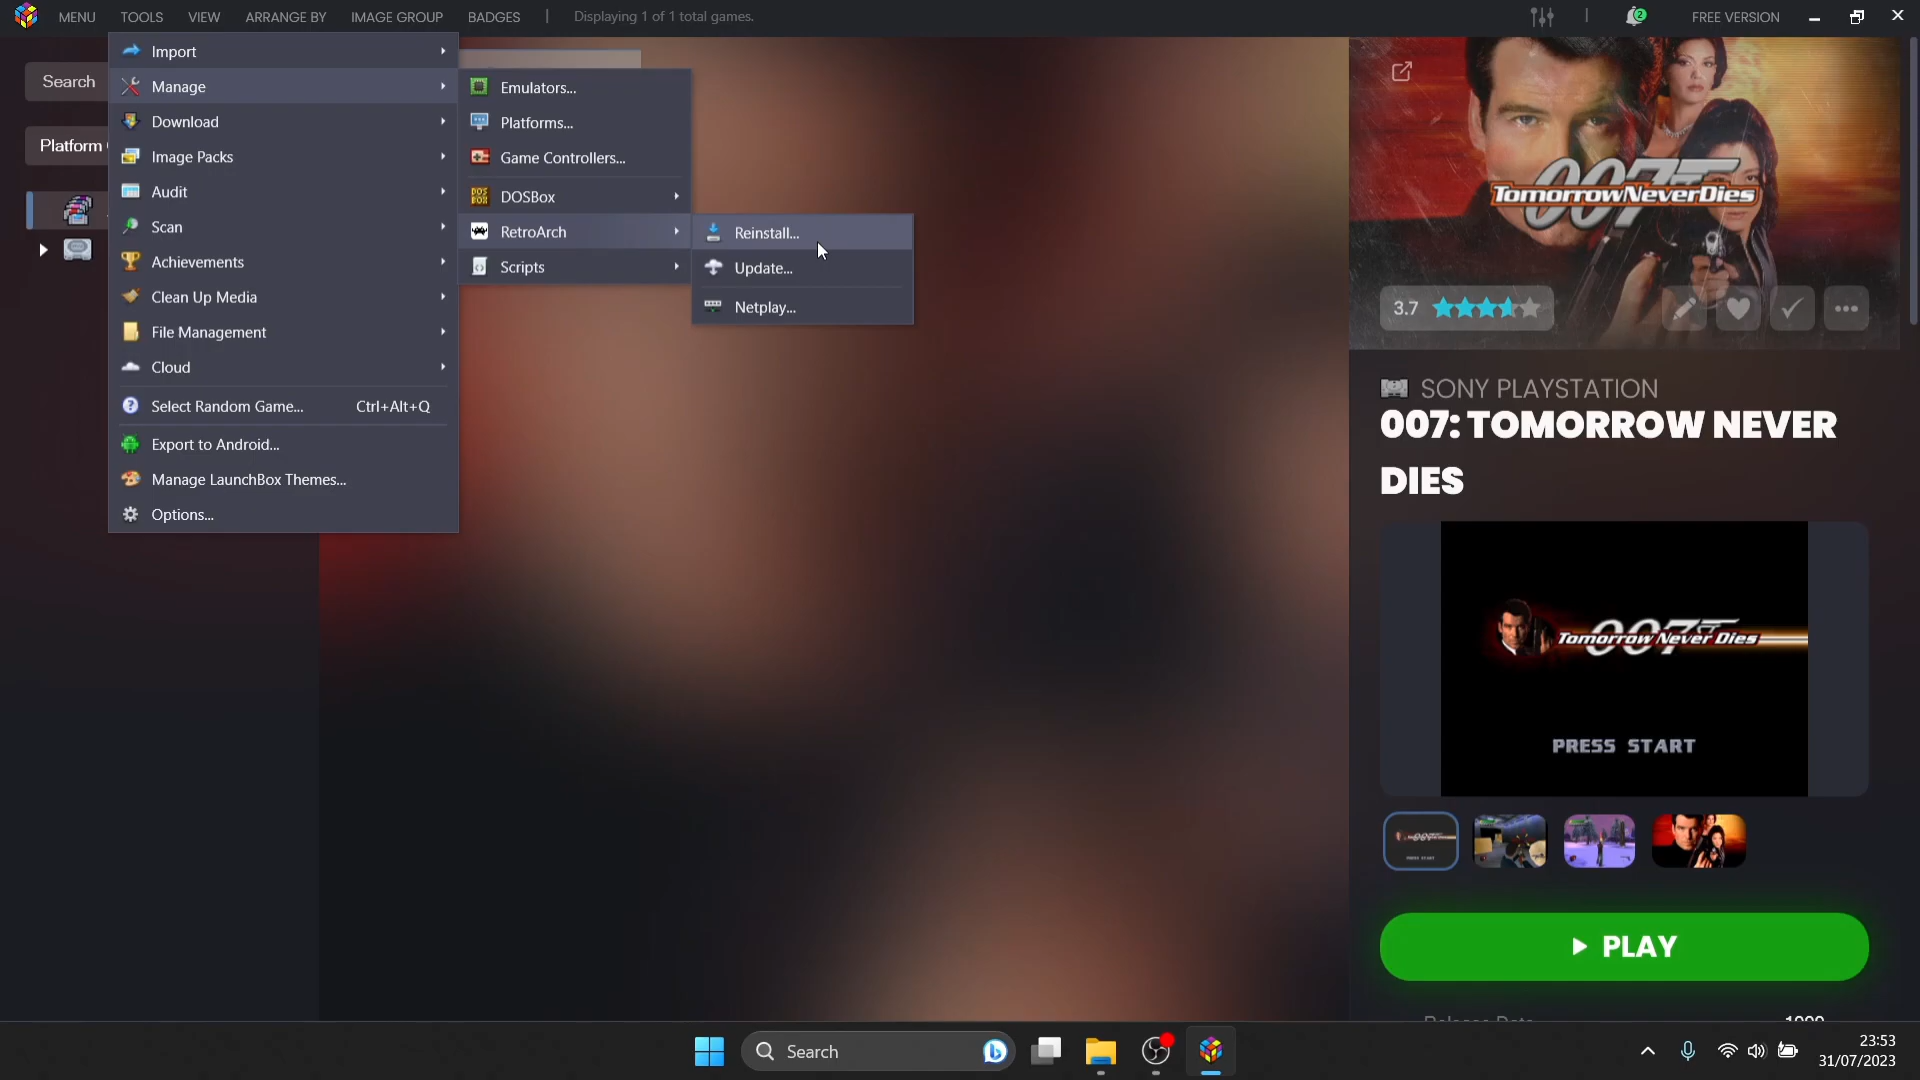 MENU TOOLS VIEW ARRANGE BY IMAGE GROUP BADGES Displaying 1 of 1 total games. 2 FREE VERSION
Search
Platform
Import
Manage
Download
Image Packs
Audit
Scan
Achievements
Clean Up Media
File Management
Cloud
Select Random Game... Ctrl+Alt+Q
Export to Android...
Manage LaunchBox Themes...
Options...
Emulators...
Platforms...
Game Controllers...
DOSBox
RetroArch
Scripts
Reinstall...
Update...
Netplay...
007
Tomorrow Never Dies
3.7
SONY PLAYSTATION
007: TOMORROW NEVER
DIES
007
Tomorrow Never Dies
PRESS START
PLAY
Search
23:53
31/07/2023